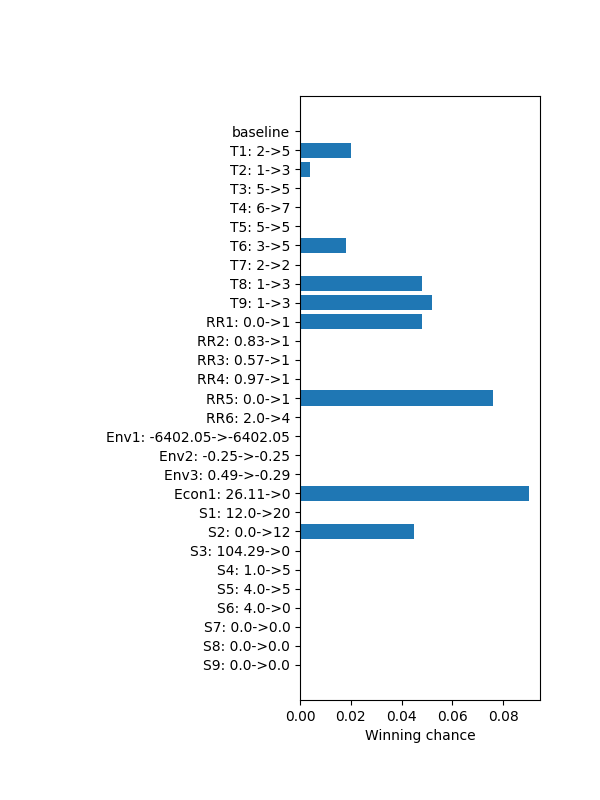 baseline
T1: 2->5
T2: 1->3
T3: 5->5
T4: 6->7
T5: 5->5
T6: 3->5
T7: 2->2
T8: 1->3
T9: 1->3
RR1: 0.0->1
RR2: 0.83->1
RR3: 0.57->1
RR4: 0.97->1
RR5: 0.0->1
RR6: 2.0->4
Env1: -6402.05->-6402.05
Env2: -0.25->-0.25
Env3: 0.49->-0.29
Econ1: 26.11->0
S1: 12.0->20
S2: 0.0->12
S3: 104.29->0
S4: 1.0->5
S5: 4.0->5
S6: 4.0->0
S7: 0.0->0.0
S8: 0.0->0.0
S9: 0.0->0.0
0.00 0.02 0.04 0.06 0.08
Winning chance